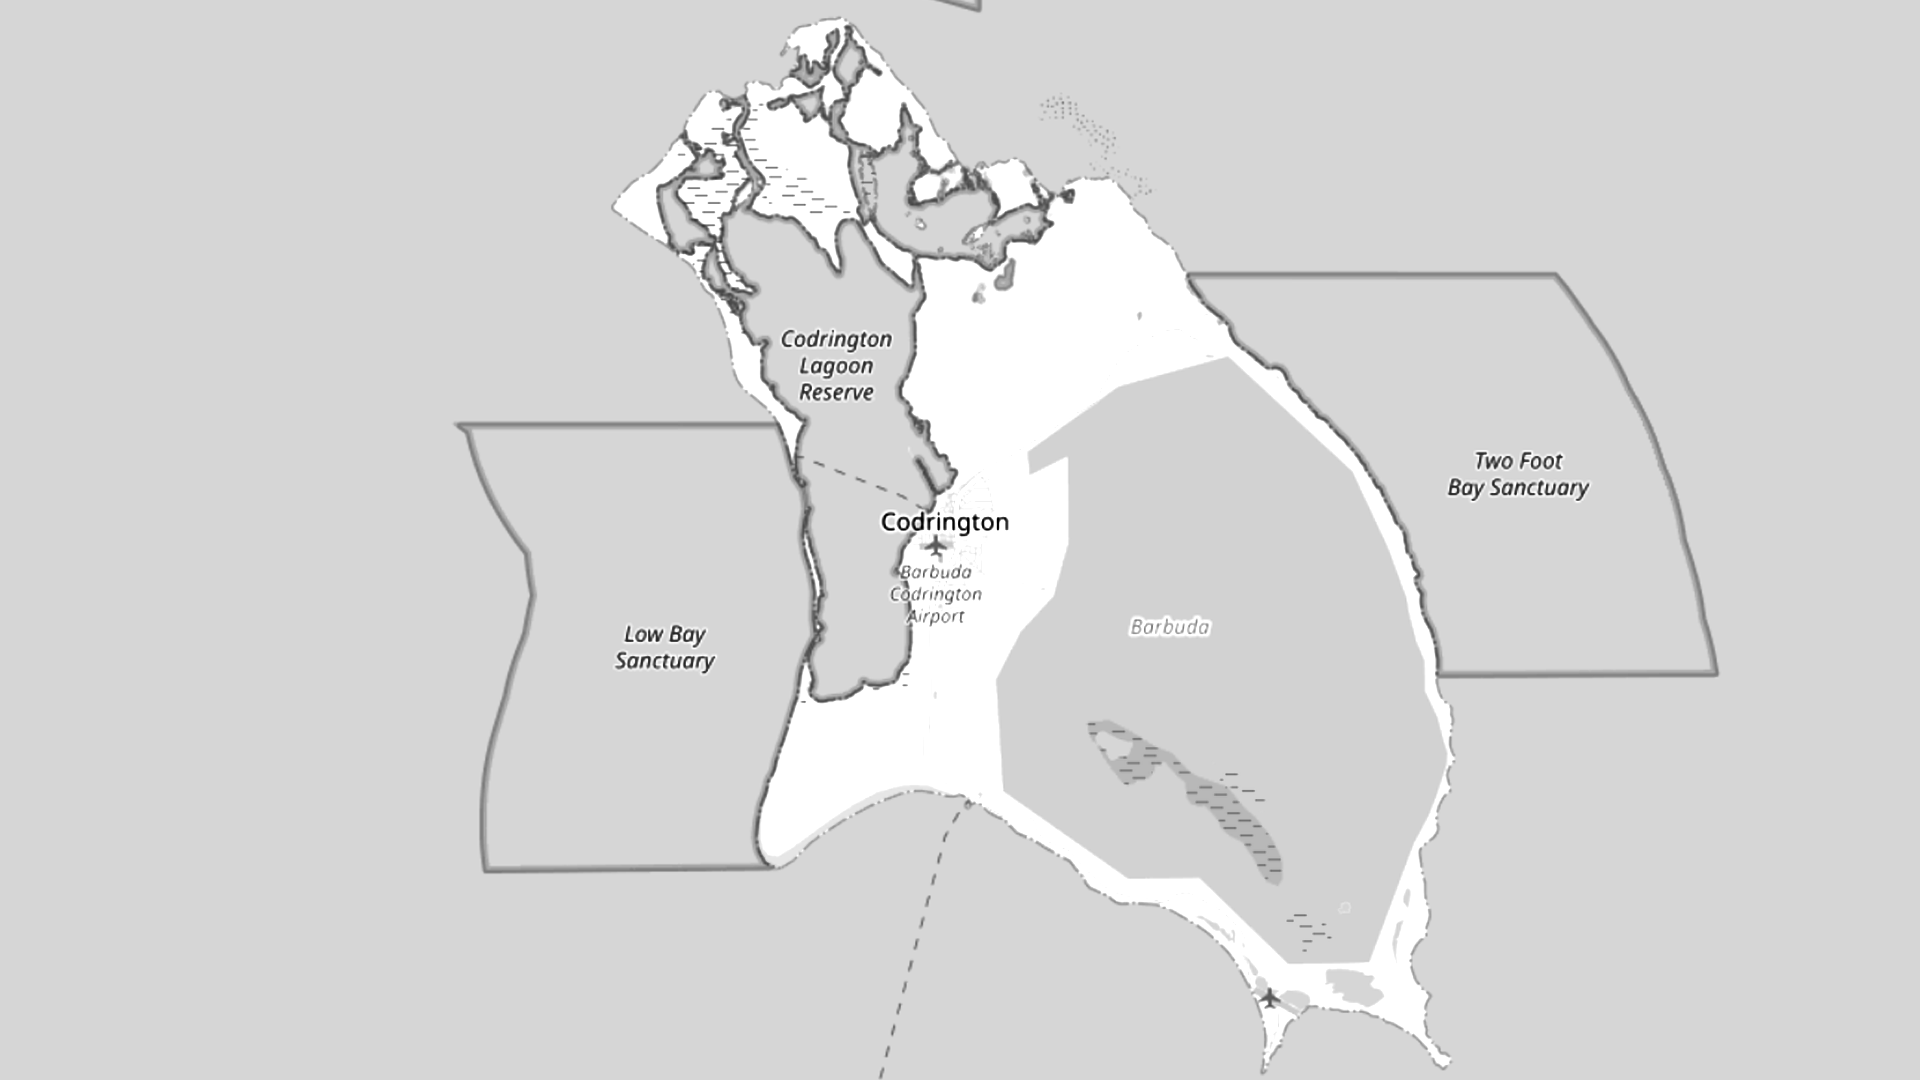 Codrington
Lagoon
Reserve
Two Foot
Bay Sanctuary
Codrington
Barbuda
Codrington
Airport
Low Bay
Sanctuary
Barbuda